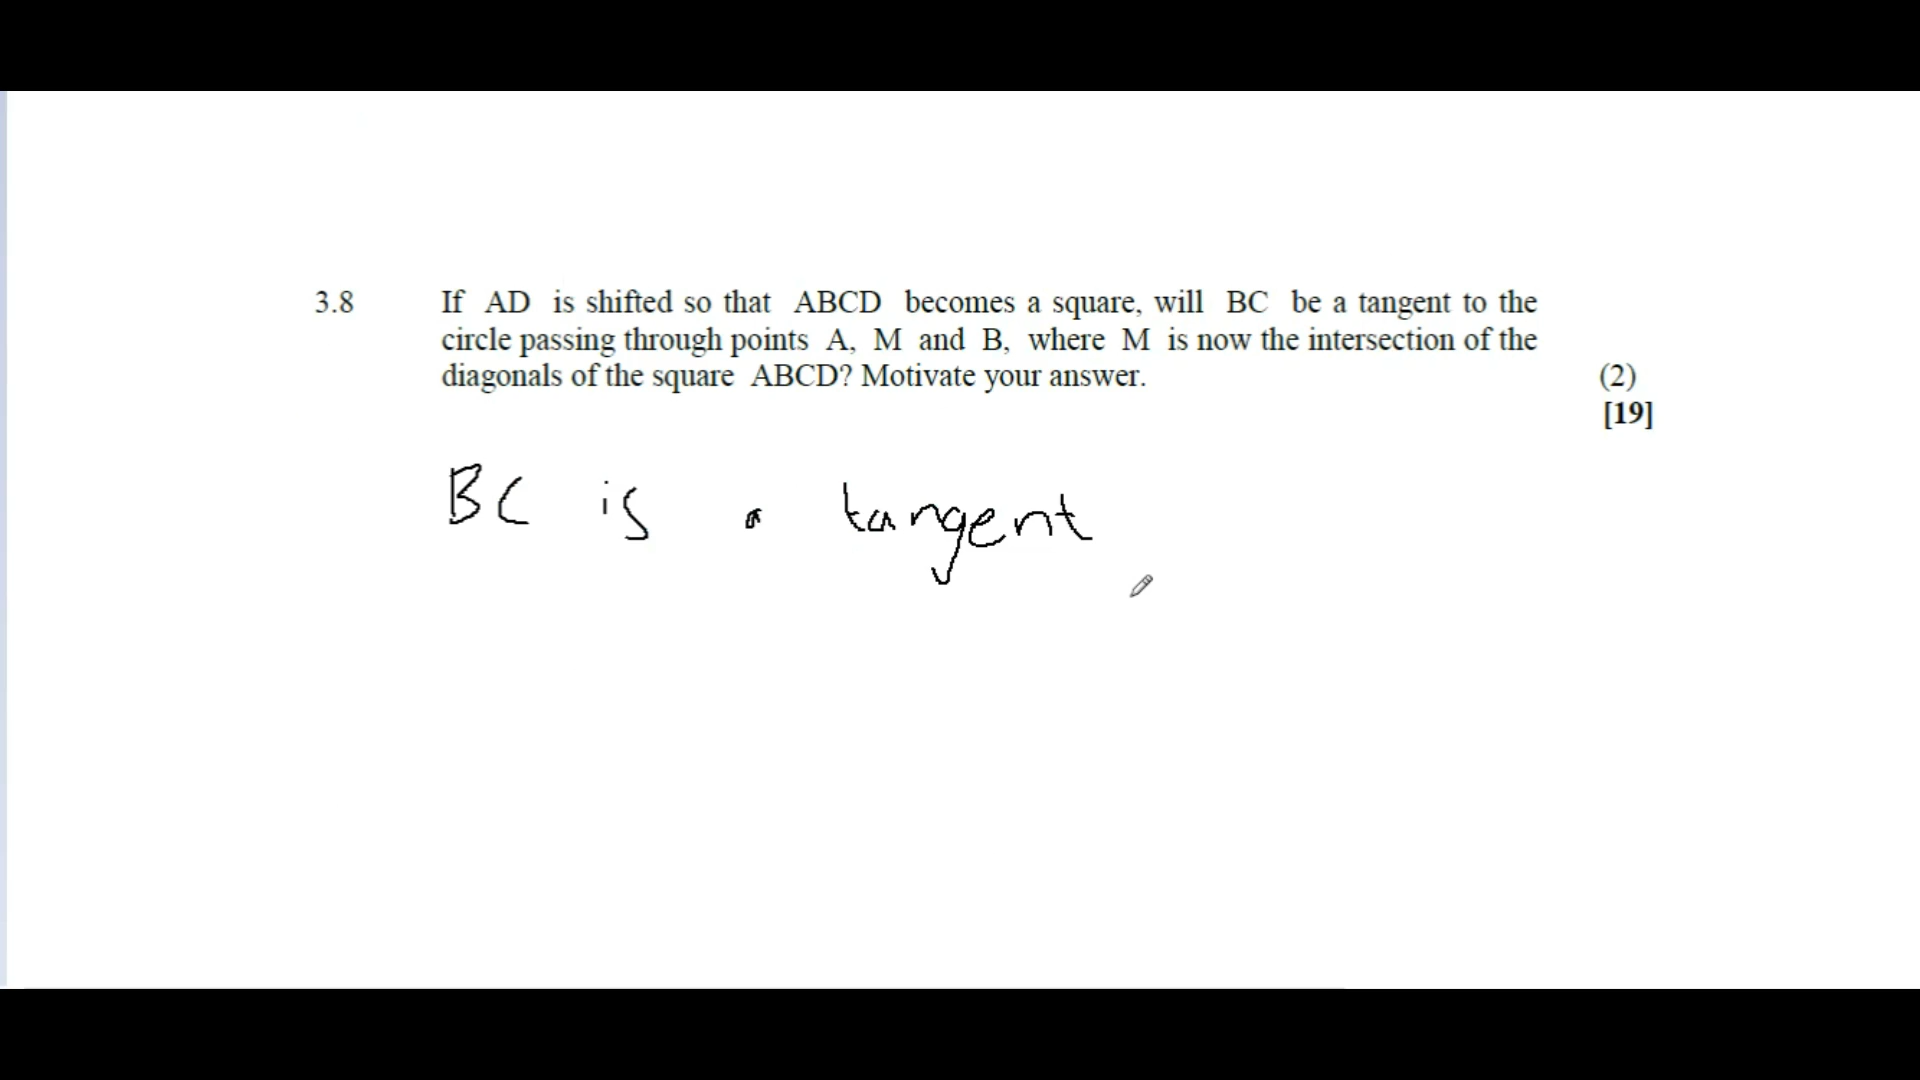 3.8 If AD is shifted so that ABCD becomes a square, will BC be a tangent to the
circle passing through points A, M and B, where M is now the intersection of the
diagonals of the square ABCD? Motivate your answer. (2)
[19]
BC is a tangent